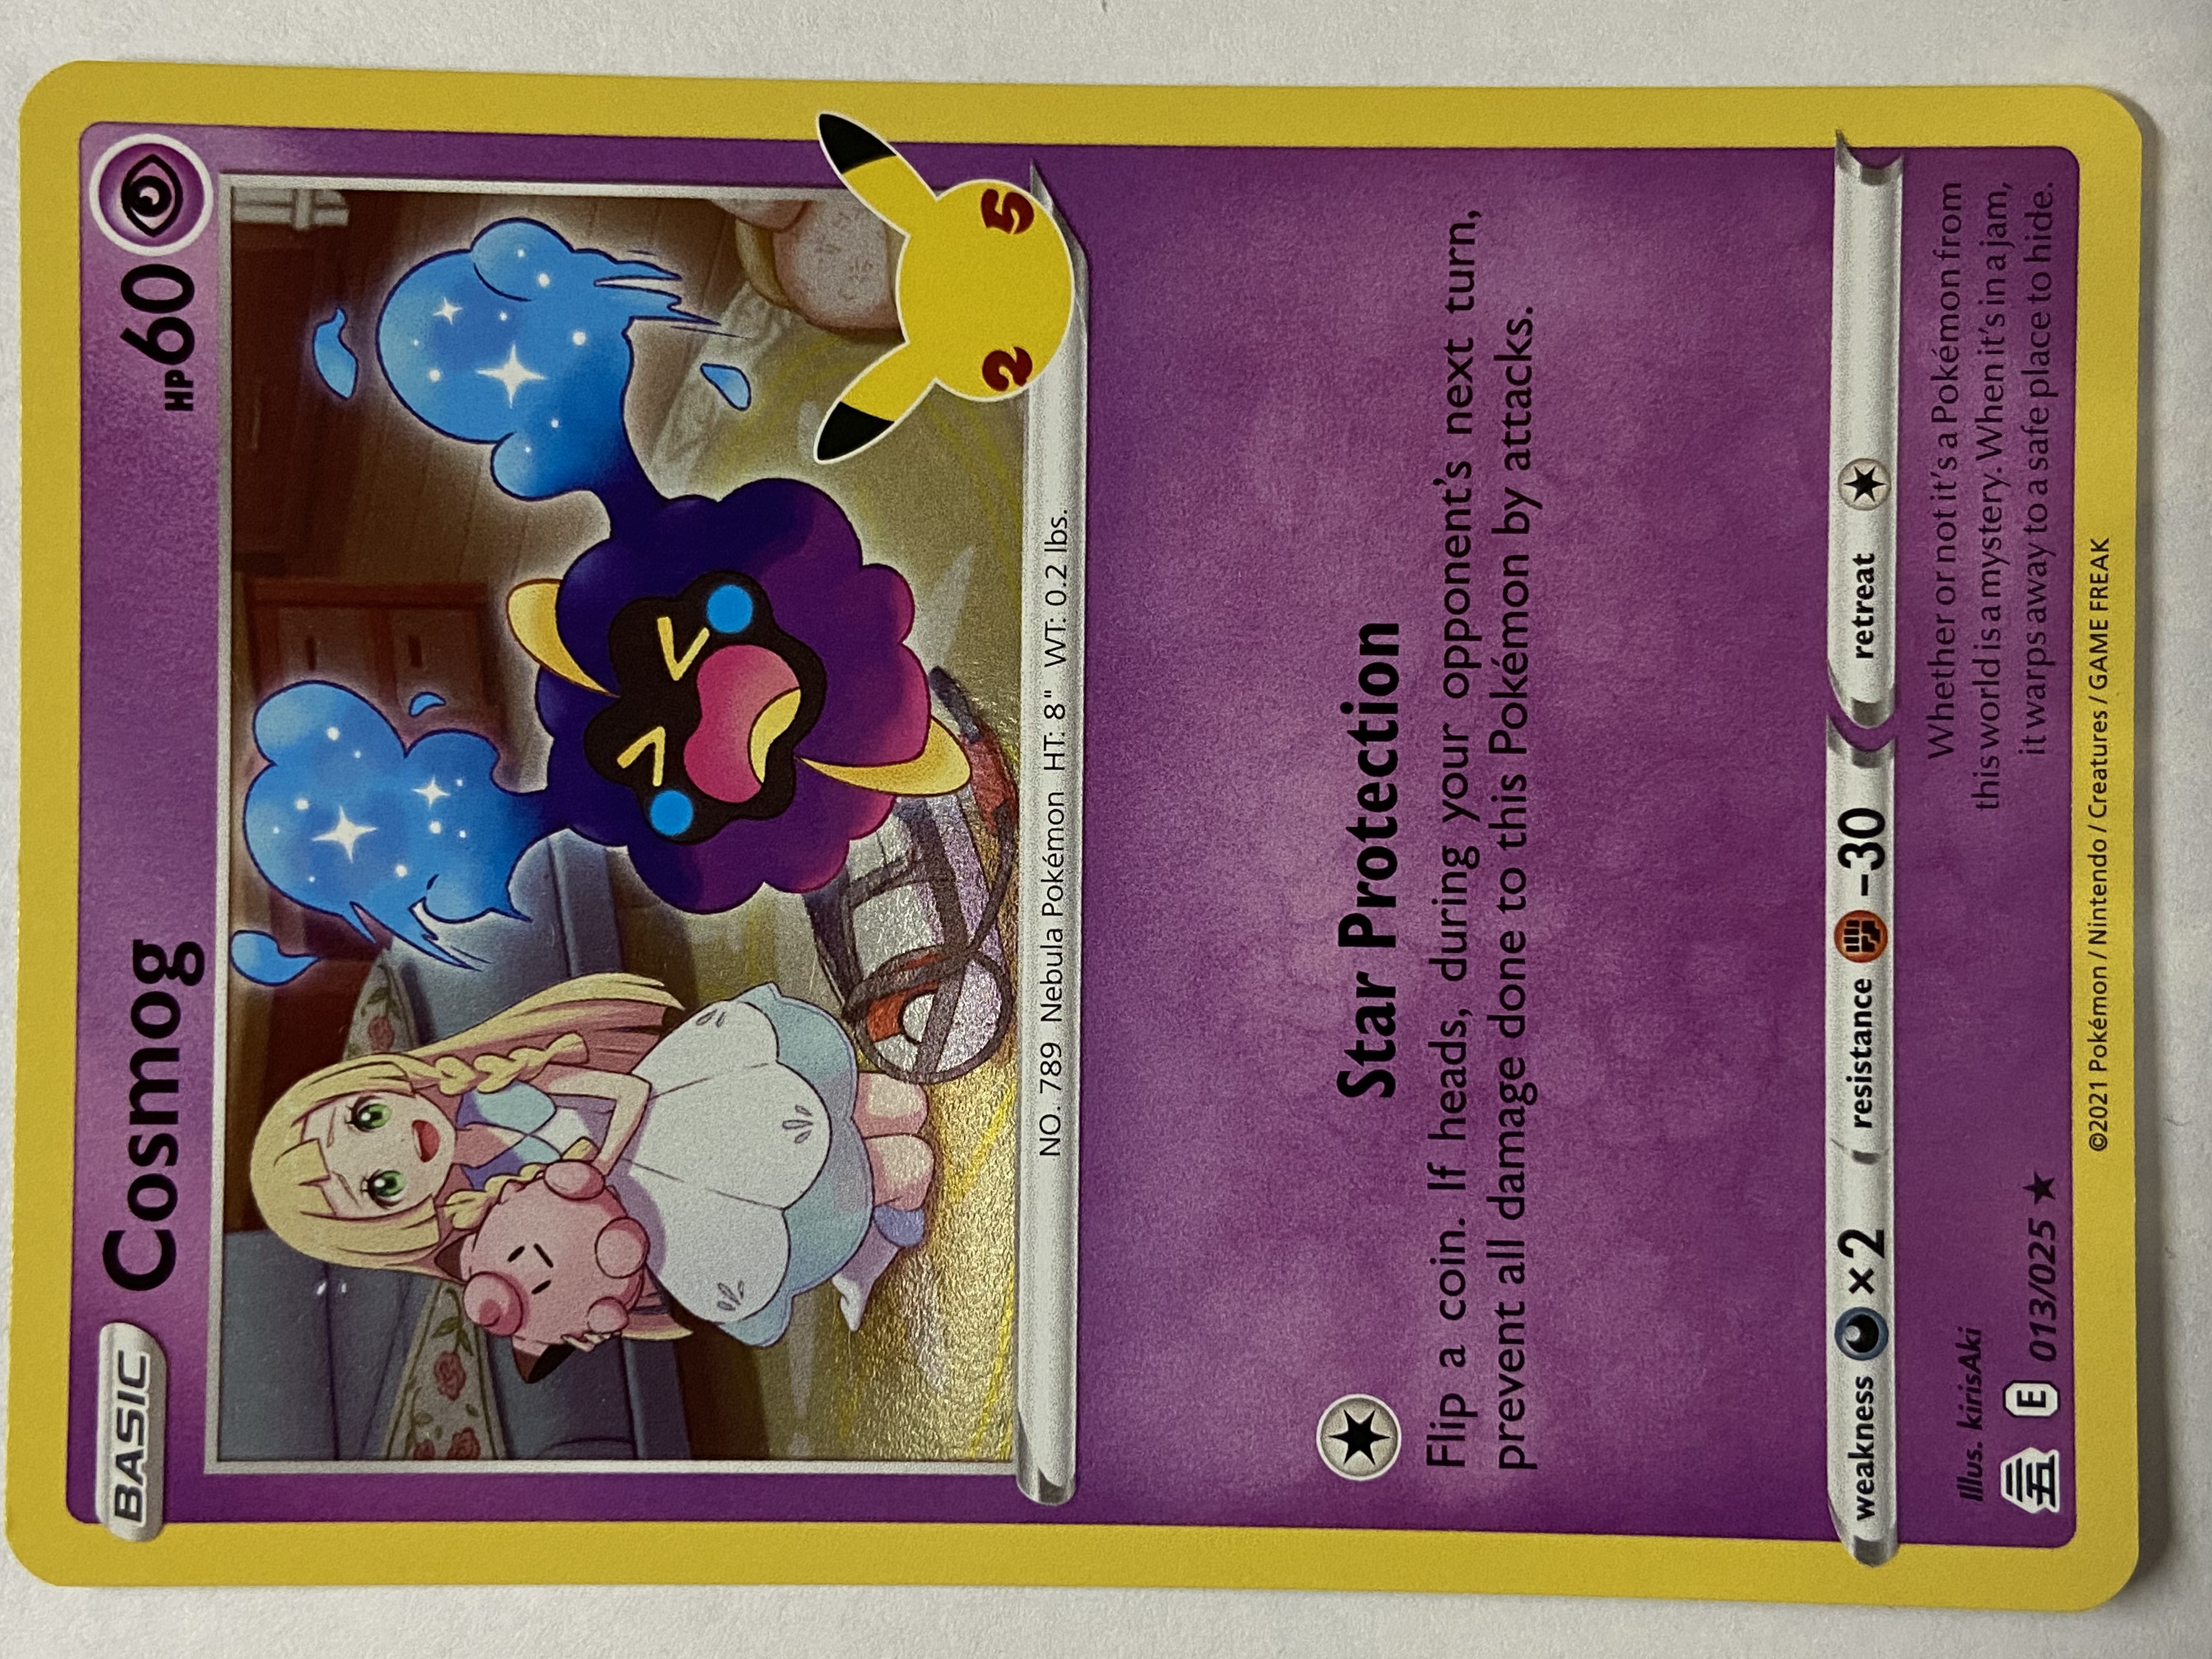 BASIC Cosmog HP 60
25
NO. 789 Nebula Pokémon HT: 8" WT: 0.2 lbs.
Star Protection
Flip a coin. If heads, during your opponent's next turn,
prevent all damage done to this Pokémon by attacks.
weakness ×2 resistance -30 retreat
Illus. kirisAki
Whether or not it's a Pokémon from
this world is a mystery. When it's in a jam,
it warps away to a safe place to hide.
E 013/025 ★
©2021 Pokémon / Nintendo / Creatures / GAME FREAK